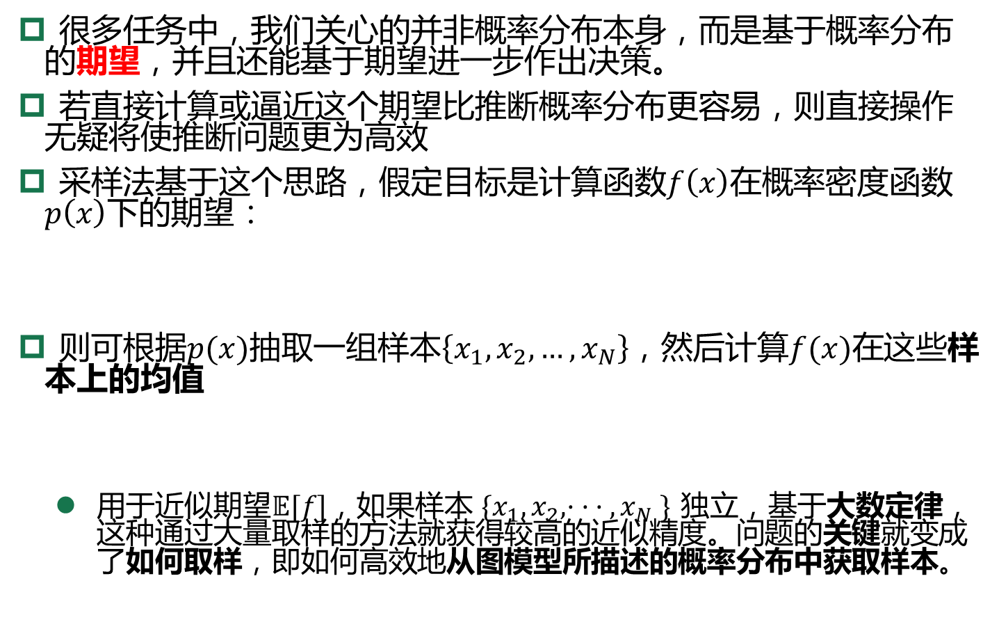 很多任务中，我们关心的并非概率分布本身，而是基于概率分布
的期望，并且还能基于期望进一步作出决策。
若直接计算或逼近这个期望比推断概率分布更容易，则直接操作
无疑将使推断问题更为高效
采样法基于这个思路，假定目标是计算函数f(x)在概率密度函数
p(x)下的期望：
则可根据p(x)抽取一组样本{x₁, x₂, … , x_N}，然后计算f(x)在这些样
本上的均值
用于近似期望𝔼[f]，如果样本 {x₁, x₂,· · · , x_N} 独立，基于大数定律，
这种通过大量取样的方法就获得较高的近似精度。问题的关键就变成
了如何取样，即如何高效地从图模型所描述的概率分布中获取样本。